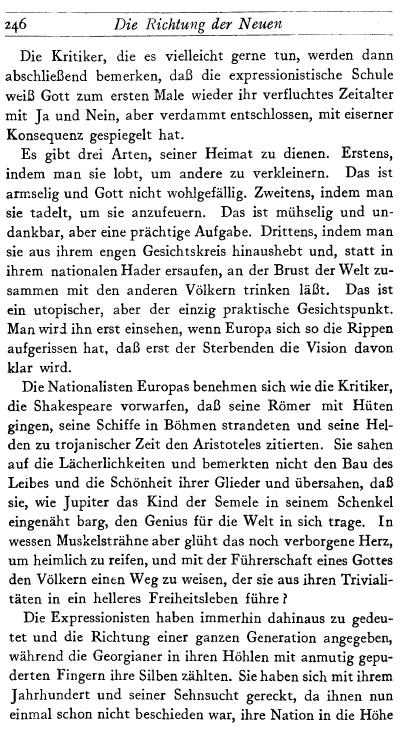 246 Die Richtung der Neuen
Die Kritiker, die es vielleicht gerne tun, werden dann
abschließend bemerken, daß die expressionistische Schule
weiß Gott zum ersten Male wieder ihr verfluchtes Zeitalter
mit Ja und Nein, aber verdammt entschlossen, mit eiserner
Konsequenz gespiegelt hat.
Es gibt drei Arten, seiner Heimat zu dienen. Erstens,
indem man sie lobt, um andere zu verkleinern. Das ist
armselig und Gott nicht wohlgefällig. Zweitens, indem man
sie tadelt, um sie anzufeuern. Das ist mühselig und un-
dankbar, aber eine prächtige Aufgabe. Drittens, indem man
sie aus ihrem engen Gesichtskreis hinaushebt und, statt in
ihrem nationalen Hader ersaufen, an der Brust der Welt zu-
sammen mit den anderen Völkern trinken läßt. Das ist
ein utopischer, aber der einzig praktische Gesichtspunkt.
Man wird ihn erst einsehen, wenn Europa sich so die Rippen
aufgerissen hat, daß erst der Sterbenden die Vision davon
klar wird.
Die Nationalisten Europas benehmen sich wie die Kritiker,
die Shakespeare vorwarfen, daß seine Römer mit Hüten
gingen, seine Schiffe in Böhmen strandeten und seine Hel-
den zu trojanischer Zeit den Aristoteles zitierten. Sie sahen
auf die Lächerlichkeiten und bemerkten nicht den Bau des
Leibes und die Schönheit ihrer Glieder und übersahen, daß
sie, wie Jupiter das Kind der Semele in seinem Schenkel
eingenäht barg, den Genius für die Welt in sich trage. In
wessen Muskelsträhne aber glüht das noch verborgene Herz,
um heimlich zu reifen, und mit der Führerschaft eines Gottes
den Völkern einen Weg zu weisen, der sie aus ihren Triviali-
täten in ein helleres Freiheitsleben führe?
Die Expressionisten haben immerhin dahinaus zu gedeu-
tet und die Richtung einer ganzen Generation angegeben,
während die Georgianer in ihren Höhlen mit anmutig gepu-
derten Fingern ihre Silben zählten. Sie haben sich mit ihrem
Jahrhundert und seiner Sehnsucht gereckt, da ihnen nun
einmal schon nicht beschieden war, ihre Nation in die Höhe